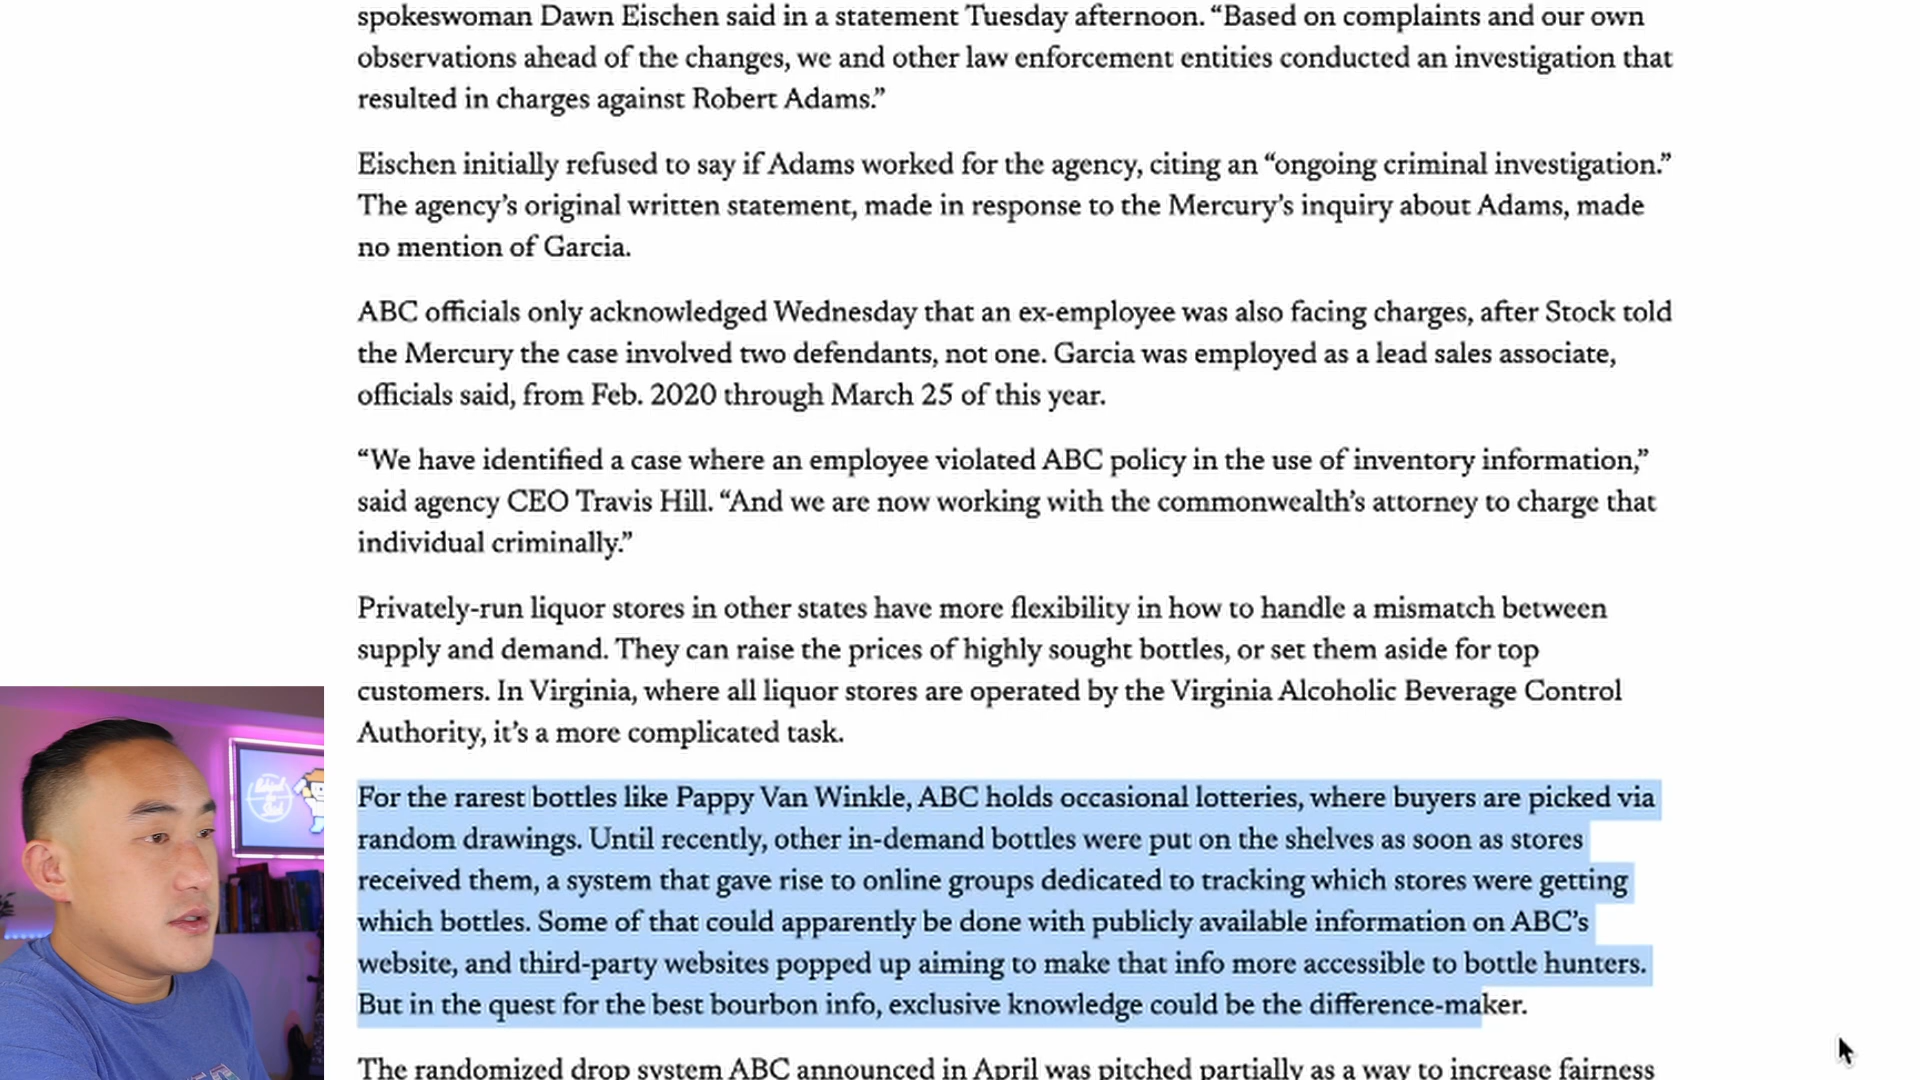 spokeswoman Dawn Eischen said in a statement Tuesday afternoon. “Based on complaints and our own
observations ahead of the changes, we and other law enforcement entities conducted an investigation that
resulted in charges against Robert Adams.”
Eischen initially refused to say if Adams worked for the agency, citing an “ongoing criminal investigation.”
The agency’s original written statement, made in response to the Mercury’s inquiry about Adams, made
no mention of Garcia.
ABC officials only acknowledged Wednesday that an ex-employee was also facing charges, after Stock told
the Mercury the case involved two defendants, not one. Garcia was employed as a lead sales associate,
officials said, from Feb. 2020 through March 25 of this year.
“We have identified a case where an employee violated ABC policy in the use of inventory information,”
said agency CEO Travis Hill. “And we are now working with the commonwealth’s attorney to charge that
individual criminally.”
Privately-run liquor stores in other states have more flexibility in how to handle a mismatch between
supply and demand. They can raise the prices of highly sought bottles, or set them aside for top
customers. In Virginia, where all liquor stores are operated by the Virginia Alcoholic Beverage Control
Authority, it’s a more complicated task.
For the rarest bottles like Pappy Van Winkle, ABC holds occasional lotteries, where buyers are picked via
random drawings. Until recently, other in-demand bottles were put on the shelves as soon as stores
received them, a system that gave rise to online groups dedicated to tracking which stores were getting
which bottles. Some of that could apparently be done with publicly available information on ABC’s
website, and third-party websites popped up aiming to make that info more accessible to bottle hunters.
But in the quest for the best bourbon info, exclusive knowledge could be the difference-maker.
The randomized drop system ABC announced in April was pitched partially as a way to increase fairness